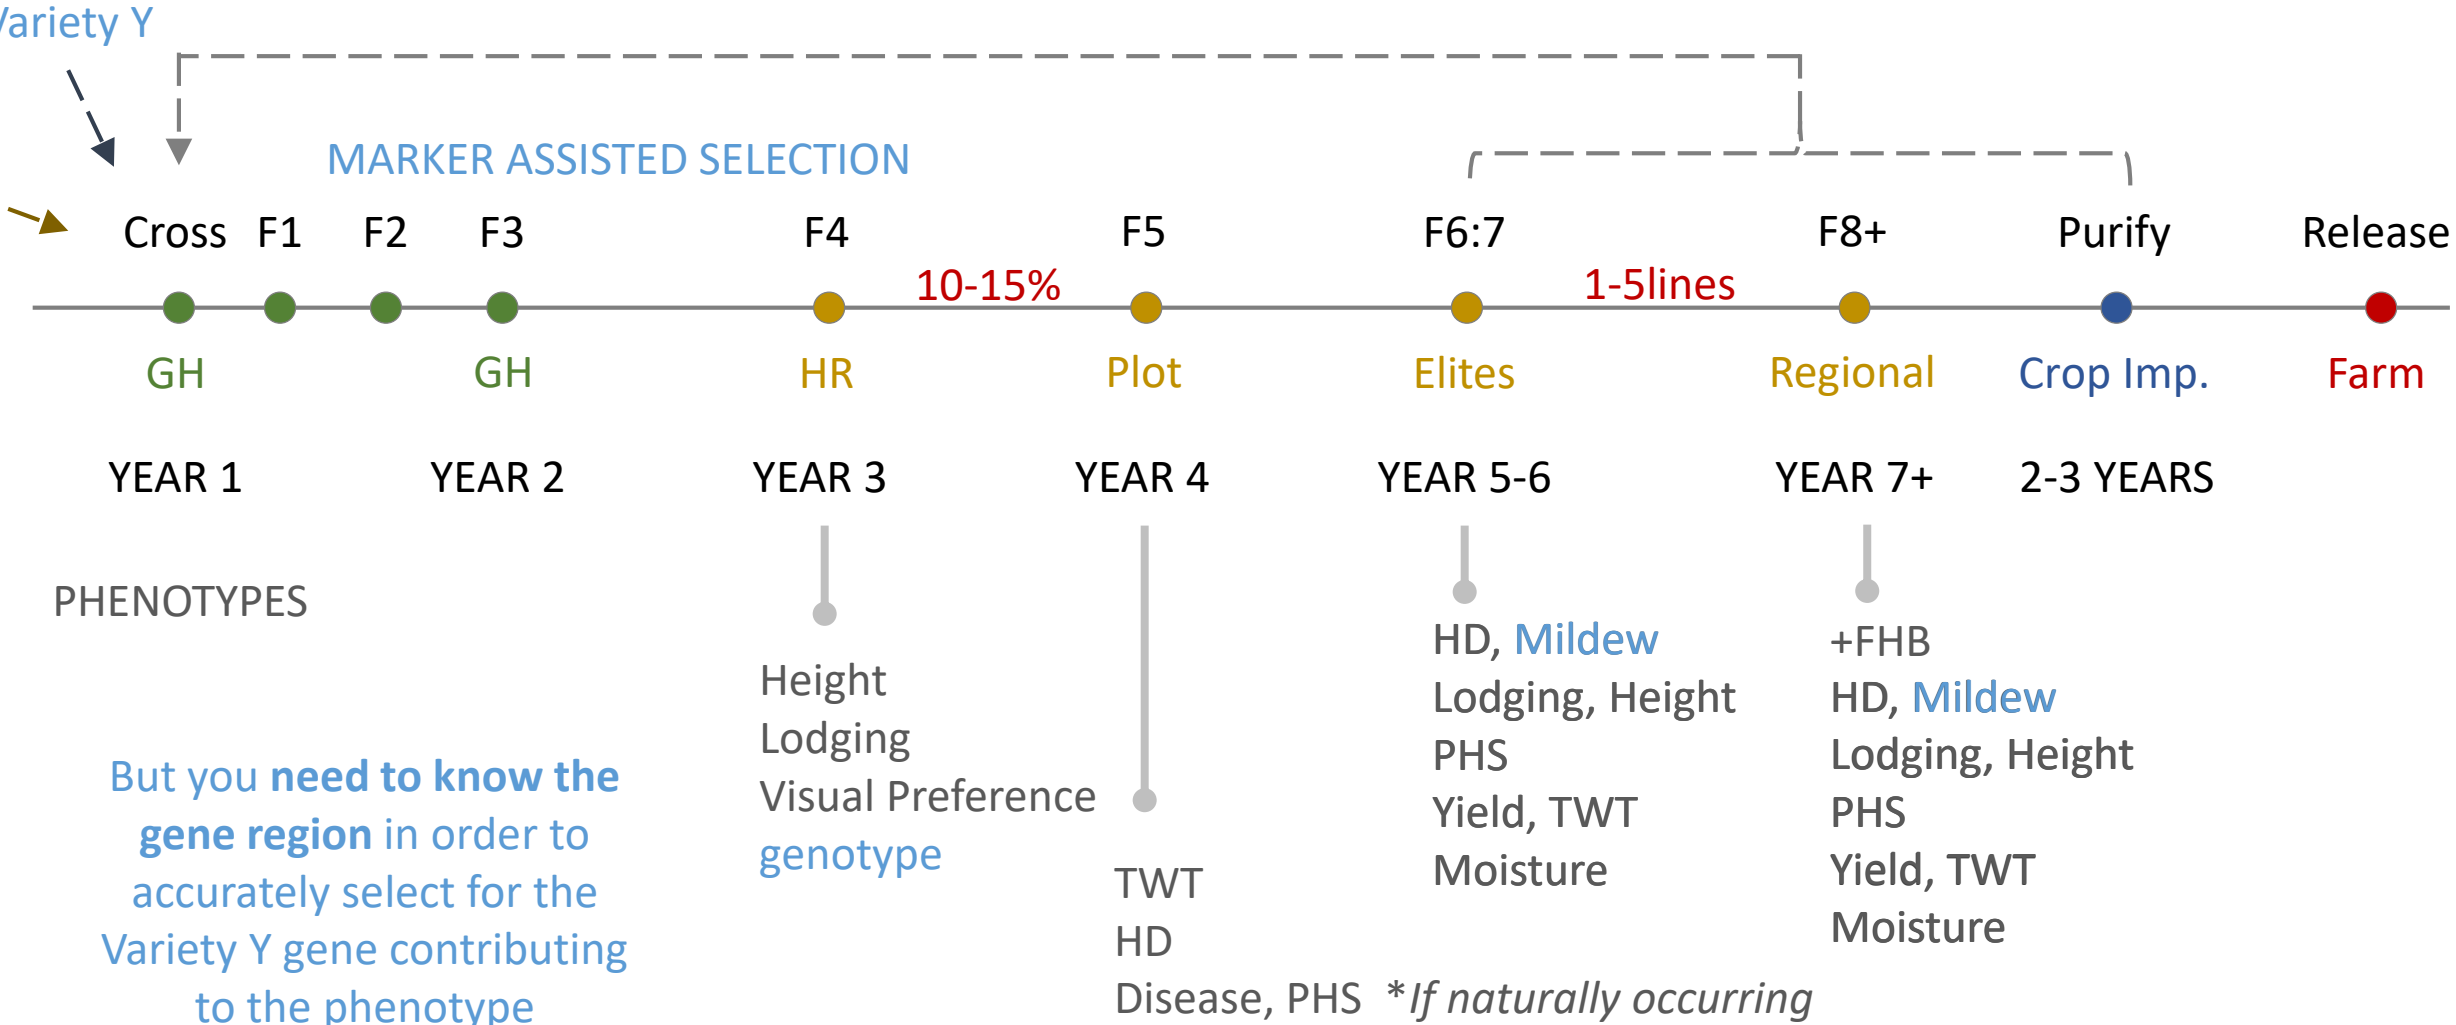 Variety Y
MARKER ASSISTED SELECTION
Cross F1 F2 F3 F4 F5 F6:7 F8+ Purify Release
10-15% 1-5lines
GH GH HR Plot Elites Regional Crop Imp. Farm
YEAR 1 YEAR 2 YEAR 3 YEAR 4 YEAR 5-6 YEAR 7+ 2-3 YEARS
PHENOTYPES
But you need to know the
gene region in order to
accurately select for the
Variety Y gene contributing
to the phenotype
Height
Lodging
Visual Preference
genotype
TWT
HD
Disease, PHS *If naturally occurring
HD, Mildew
Lodging, Height
PHS
Yield, TWT
Moisture
+FHB
HD, Mildew
Lodging, Height
PHS
Yield, TWT
Moisture